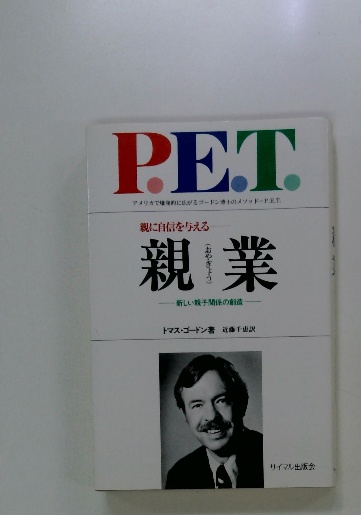 P.E.T.
アメリカで爆発的に広がるゴードン博士のメソッド=P.E.T.
親に自信を与える
親業
(おやぎょう)
——新しい親子関係の創造——
トマス・ゴードン著 近藤千恵訳
サイマル出版会